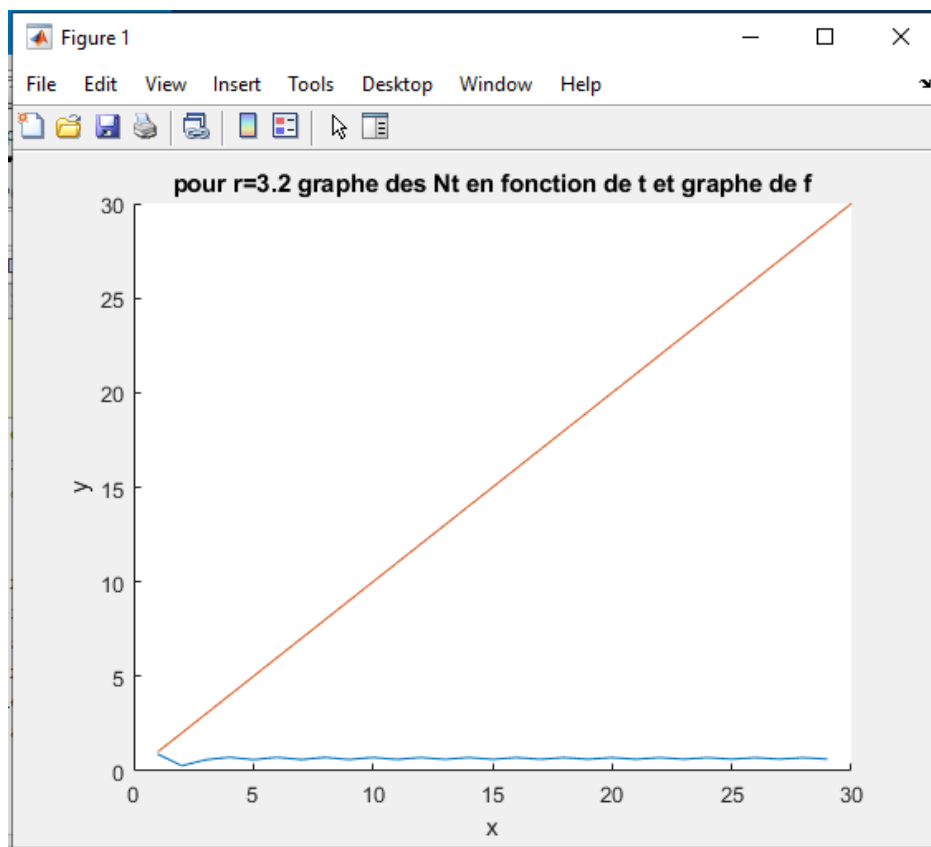 Figure 1
File Edit View Insert Tools Desktop Window Help
pour r=3.2 graphe des Nt en fonction de t et graphe de f
30
25
20
15
10
5
0
y
0 5 10 15 20 25 30
x